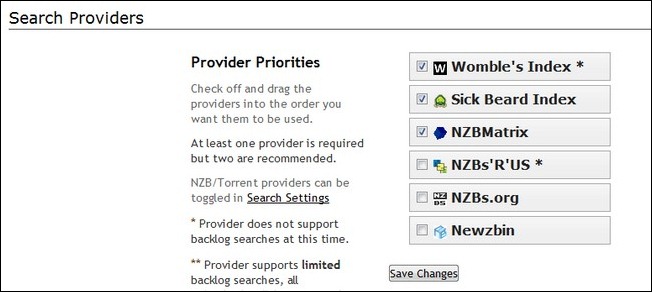 Search Providers
Provider Priorities
Check off and drag the
providers into the order you
want them to be used.
At least one provider is required
but two are recommended.
NZB/Torrent providers can be
toggled in Search Settings
* Provider does not support
backlog searches at this time.
** Provider supports limited
backlog searches, all
W Womble's Index *
Sick Beard Index
NZBMatrix
NZBs'R'US *
NZ
BS NZBs.org
Newzbin
Save Changes